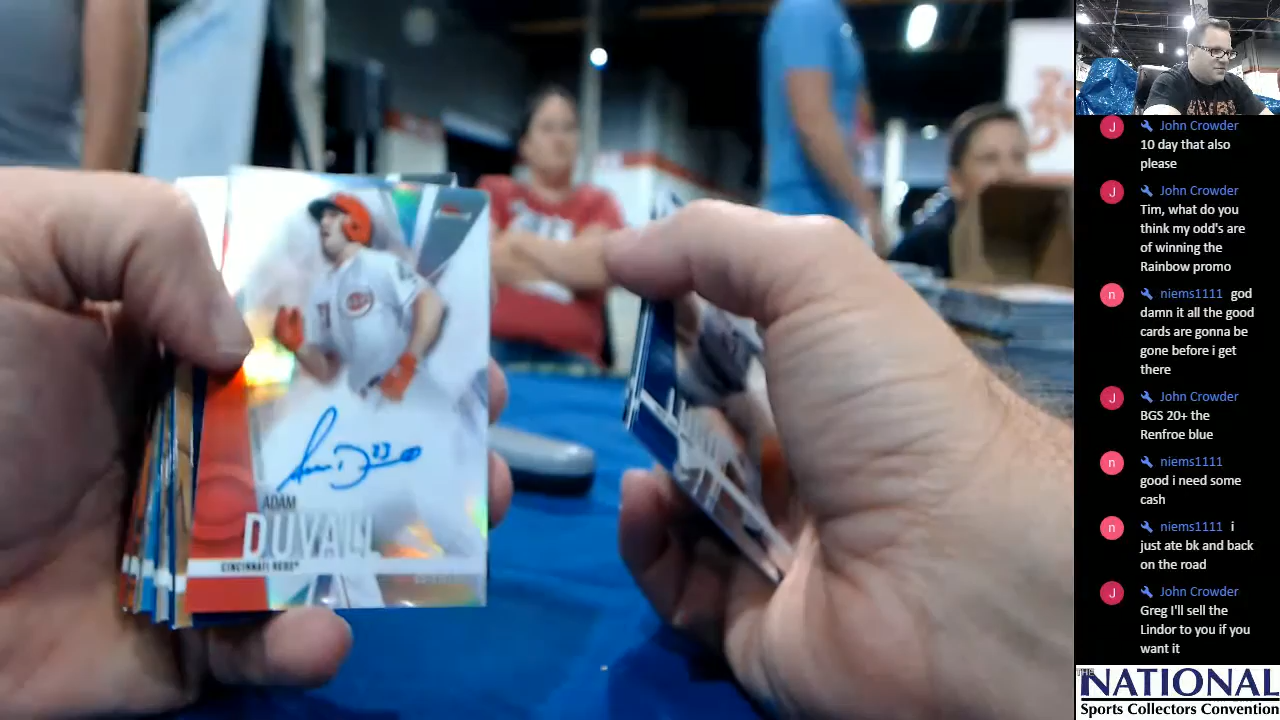 ADAM
DUVALL
CINCINNATI REDS
23
John Crowder
10 day that also
please
John Crowder
Tim, what do you
think my odd's are
of winning the
Rainbow promo
niems1111 god
damn it all the good
cards are gonna be
gone before i get
there
John Crowder
BGS 20+ the
Renfroe blue
niems1111
good i need some
cash
niems1111 i
just ate bk and back
on the road
John Crowder
Greg I'll sell the
Lindor to you if you
want it
THE
NATIONAL
Sports Collectors Convention